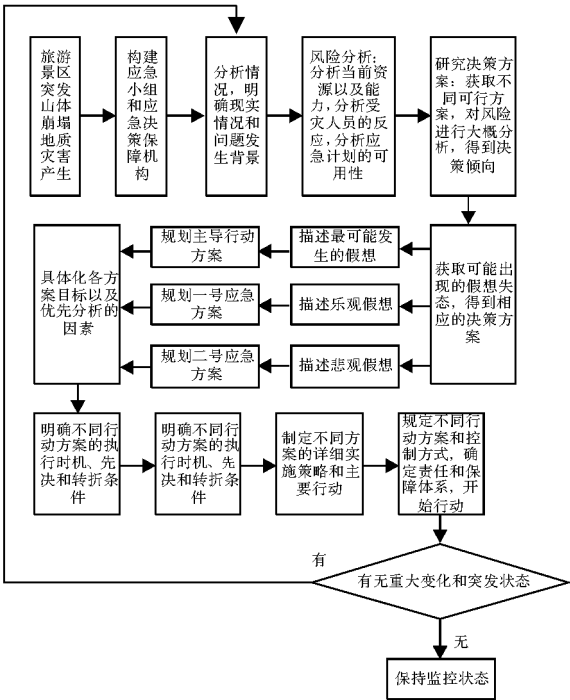 旅游
景区
突发
山体
崩塌
地质
灾害
产生
构建
应急
小组
和应
急决
策保
障机
构
分析情
况，明
确现实
情况和
问题发
生背景
风险分析：
分析当前资
源以及能
力，分析受
灾人员的反
应，分析应
急计划的可
用性
研究决策方
案：获取不
同可行方
案，对风险
进行大概分
析，得到决
策倾向
获取可能出
现的假想失
态，得到相
应的决策方
案
描述最可能发
生的假想
规划主导行动
方案
描述乐观假想
规划一号应急
方案
描述悲观假想
规划二号应急
方案
具体化各方
案目标以及
优先分析的
因素
明确不同行
动方案的执
行时机、先
决和转折条
件
明确不同行
动方案的执
行时机、先
决和转折条
件
制定不同方
案的详细实
施策略和主
要行动
规定不同行
动方案和控
制方式，确
定责任和保
障体系，开
始行动
有无重大变化和突发状态
有
无
保持监控状态